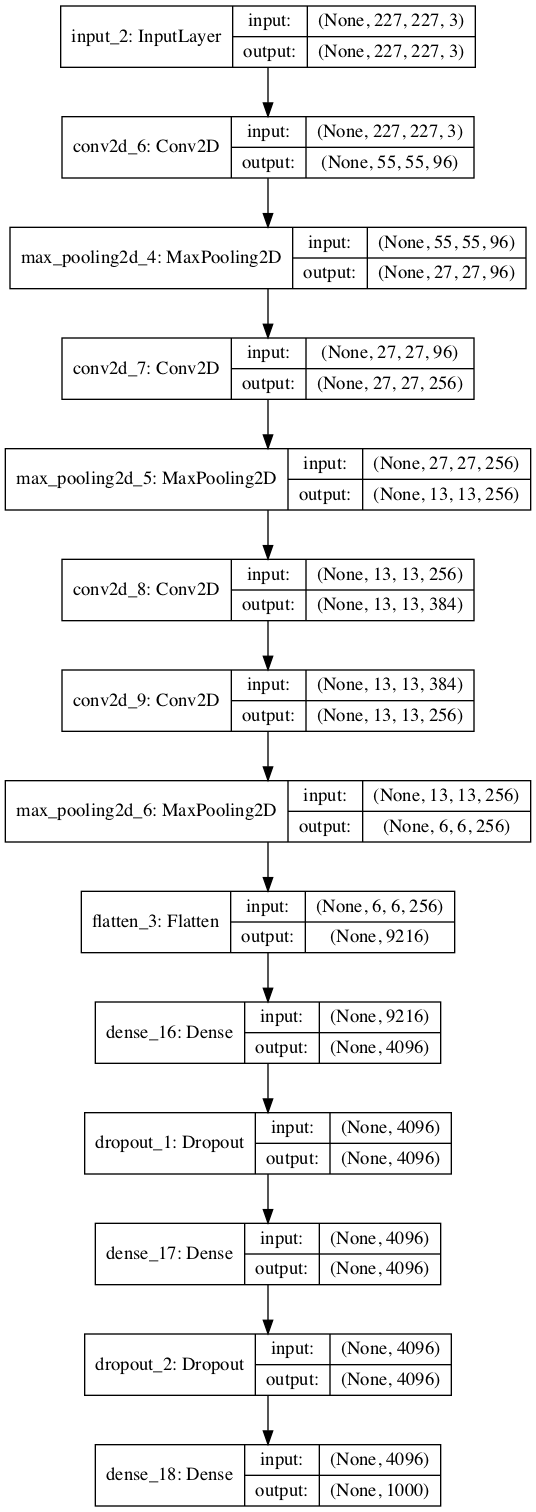 input_2: InputLayer
input: (None, 227, 227, 3)
output: (None, 227, 227, 3)
conv2d_6: Conv2D
input: (None, 227, 227, 3)
output: (None, 55, 55, 96)
max_pooling2d_4: MaxPooling2D
input: (None, 55, 55, 96)
output: (None, 27, 27, 96)
conv2d_7: Conv2D
input: (None, 27, 27, 96)
output: (None, 27, 27, 256)
max_pooling2d_5: MaxPooling2D
input: (None, 27, 27, 256)
output: (None, 13, 13, 256)
conv2d_8: Conv2D
input: (None, 13, 13, 256)
output: (None, 13, 13, 384)
conv2d_9: Conv2D
input: (None, 13, 13, 384)
output: (None, 13, 13, 256)
max_pooling2d_6: MaxPooling2D
input: (None, 13, 13, 256)
output: (None, 6, 6, 256)
flatten_3: Flatten
input: (None, 6, 6, 256)
output: (None, 9216)
dense_16: Dense
input: (None, 9216)
output: (None, 4096)
dropout_1: Dropout
input: (None, 4096)
output: (None, 4096)
dense_17: Dense
input: (None, 4096)
output: (None, 4096)
dropout_2: Dropout
input: (None, 4096)
output: (None, 4096)
dense_18: Dense
input: (None, 4096)
output: (None, 1000)